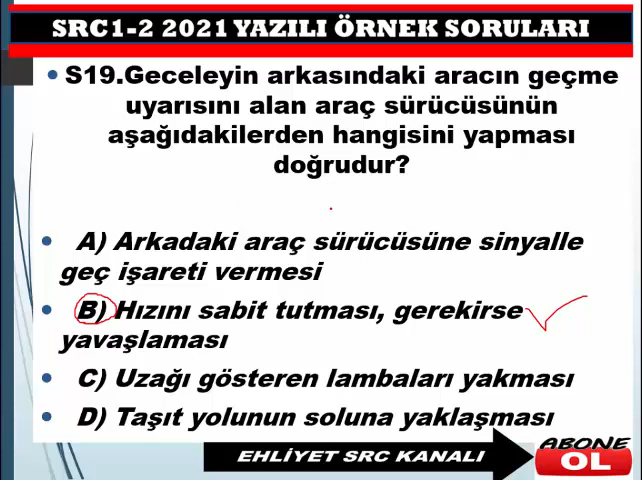 SRC1-2 2021 YAZILI ÖRNEK SORULARI
S19.Geceleyin arkasındaki aracın geçme
uyarısını alan araç sürücüsünün
aşağıdakilerden hangisini yapması
doğrudur?
A) Arkadaki araç sürücüsüne sinyalle
geç işareti vermesi
B) Hızını sabit tutması, gerekirse
yavaşlaması
C) Uzağı gösteren lambaları yakması
D) Taşıt yolunun soluna yaklaşması
EHLİYET SRC KANALI
ABONE
OL